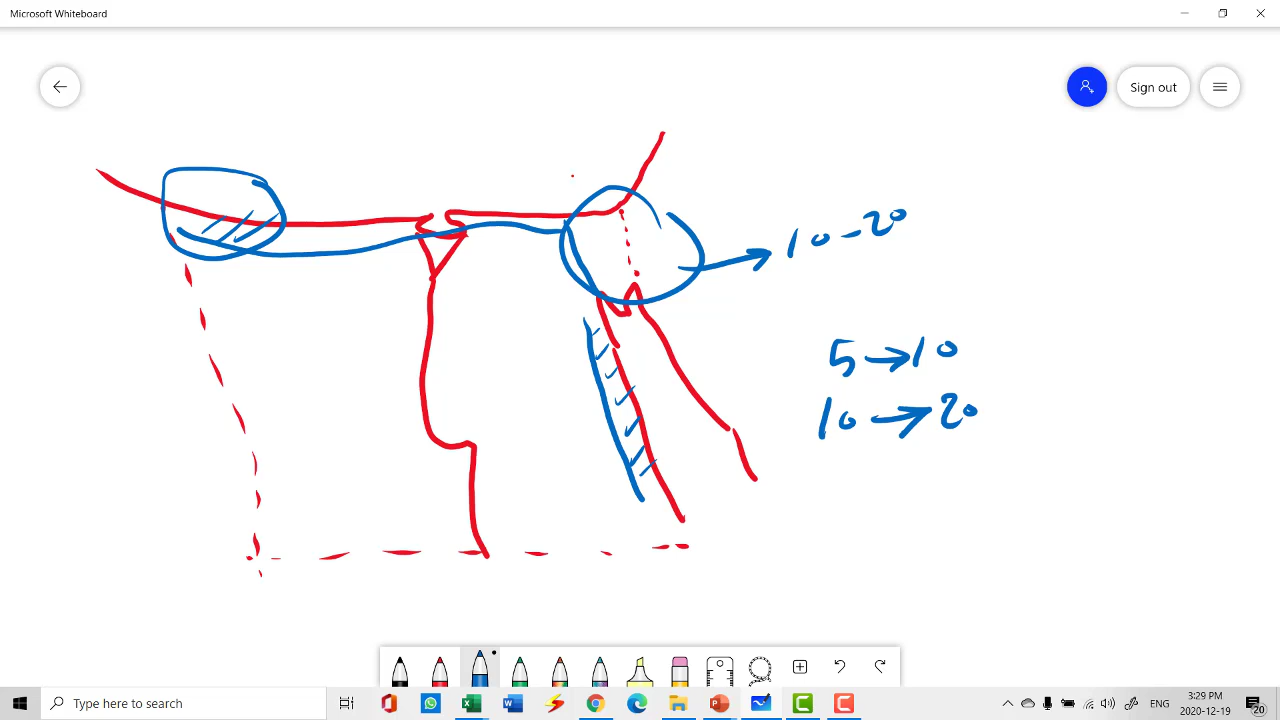 Microsoft Whiteboard
Sign out
10-20
5→10
10→20
Type here to search
ENG
3:29 PM
2020-12-19
20